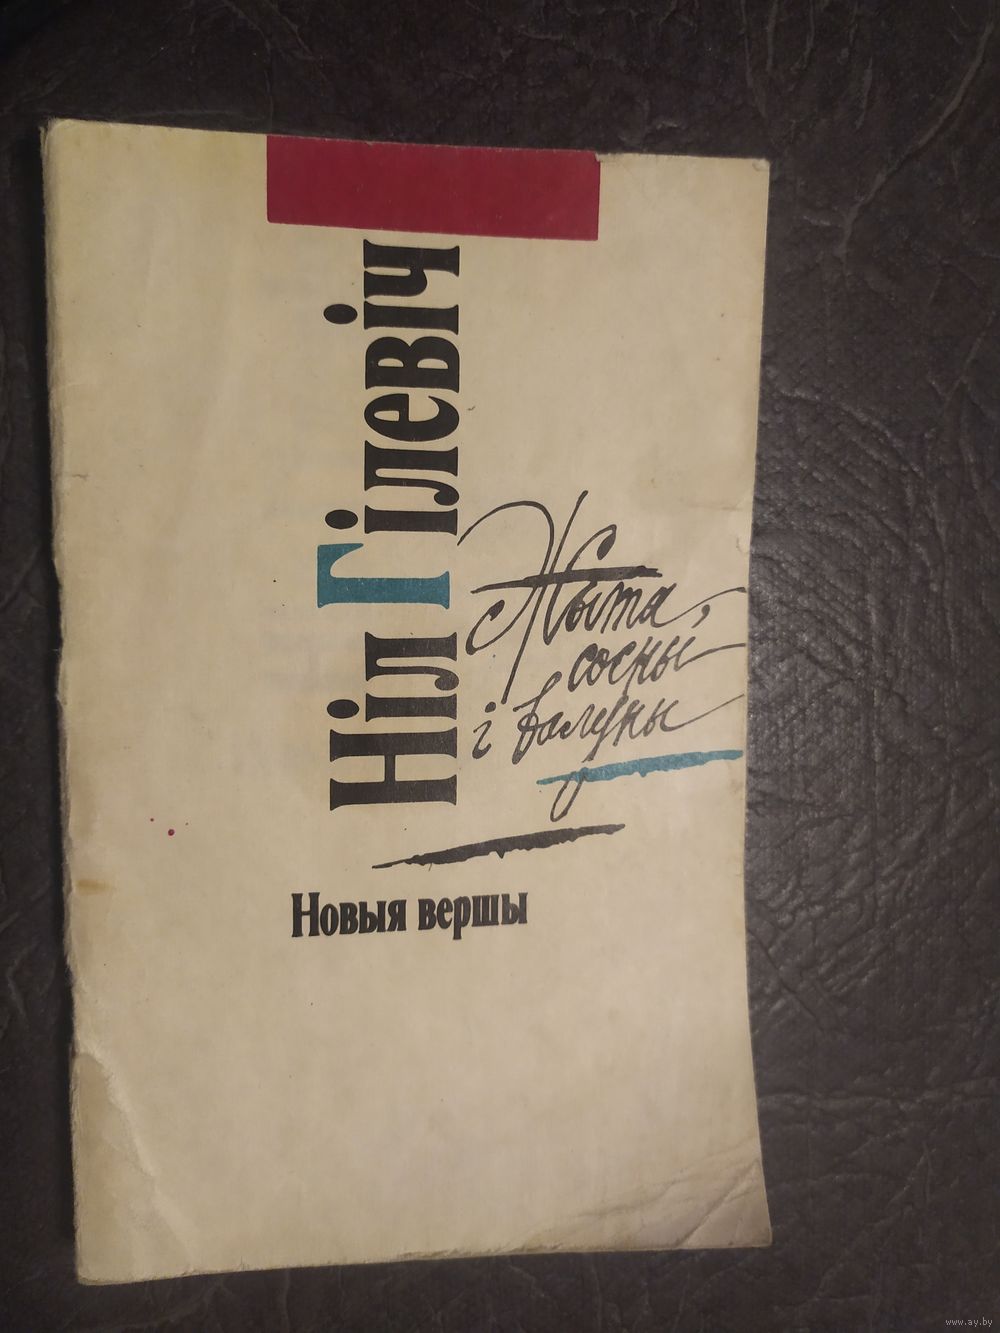 Ніл Гілевіч
Жыта,
сосны
і валуны
Новыя вершы
www.ay.by